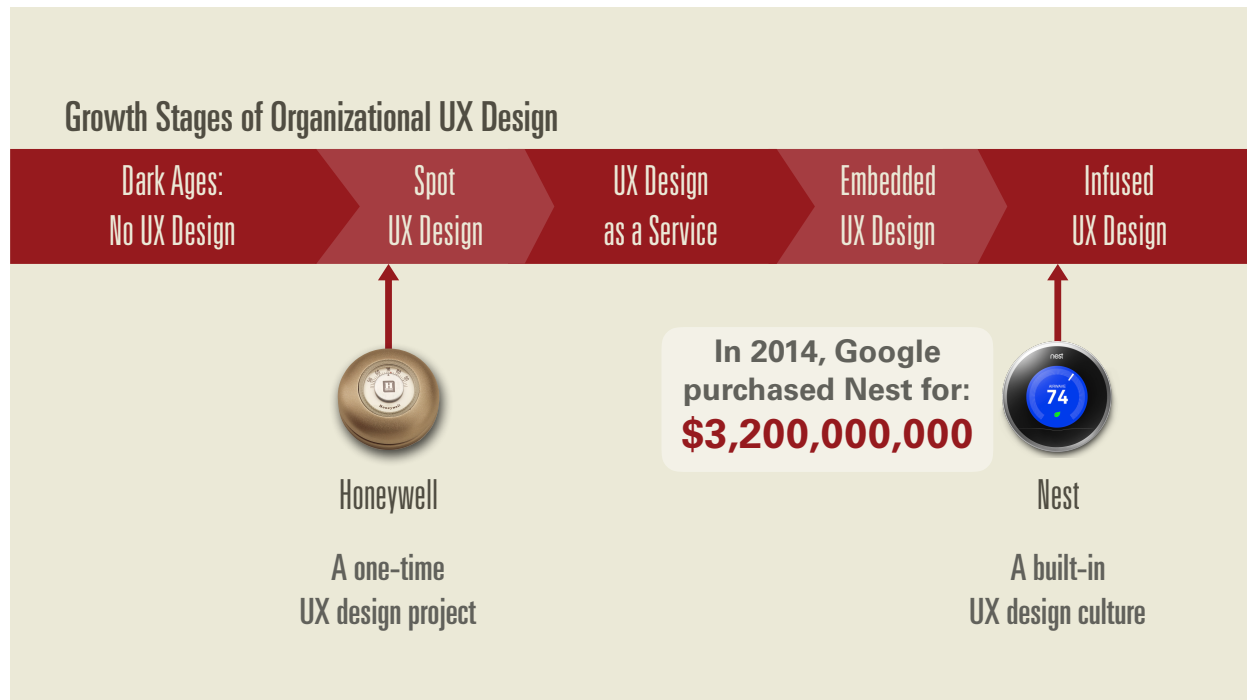 Growth Stages of Organizational UX Design
Dark Ages:
No UX Design
Spot
UX Design
UX Design
as a Service
Embedded
UX Design
Infused
UX Design
In 2014, Google
purchased Nest for:
$3,200,000,000
Honeywell
nest
74
Honeywell
A one-time
UX design project
Nest
A built-in
UX design culture